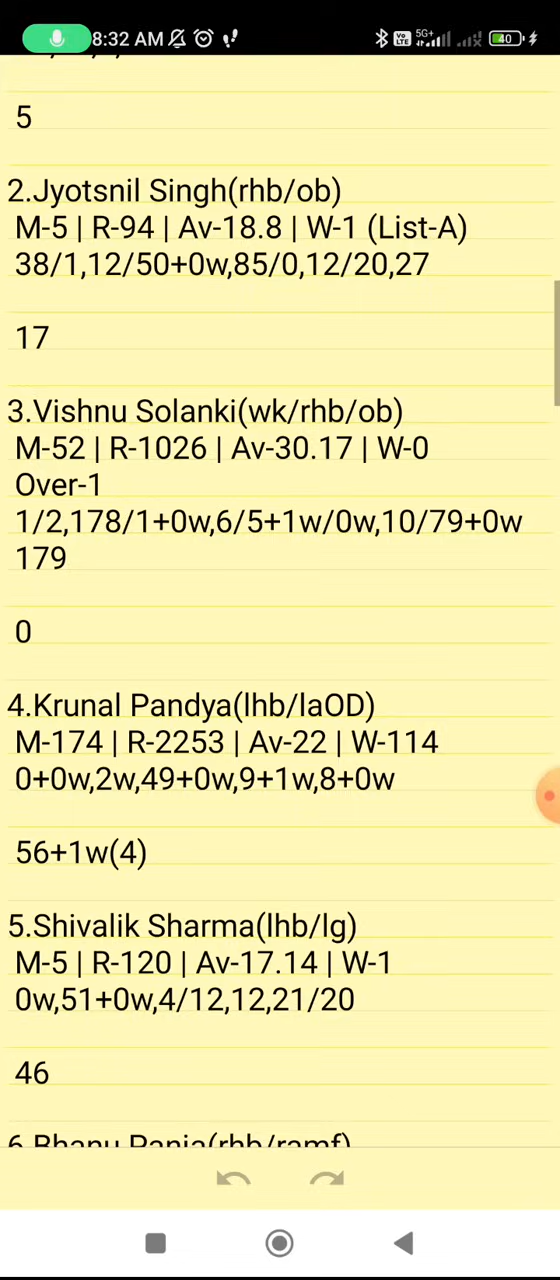 8:32 AM
5G+
Vo LTE
40
5
2.Jyotsnil Singh(rhb/ob)
M-5 | R-94 | Av-18.8 | W-1 (List-A)
38/1,12/50+0w,85/0,12/20,27
17
3.Vishnu Solanki(wk/rhb/ob)
M-52 | R-1026 | Av-30.17 | W-0
Over-1
1/2,178/1+0w,6/5+1w/0w,10/79+0w
179
0
4.Krunal Pandya(lhb/laOD)
M-174 | R-2253 | Av-22 | W-114
0+0w,2w,49+0w,9+1w,8+0w
56+1w(4)
5.Shivalik Sharma(lhb/lg)
M-5 | R-120 | Av-17.14 | W-1
0w,51+0w,4/12,12,21/20
46
6.Bhanu Pania(rhb/ramf)